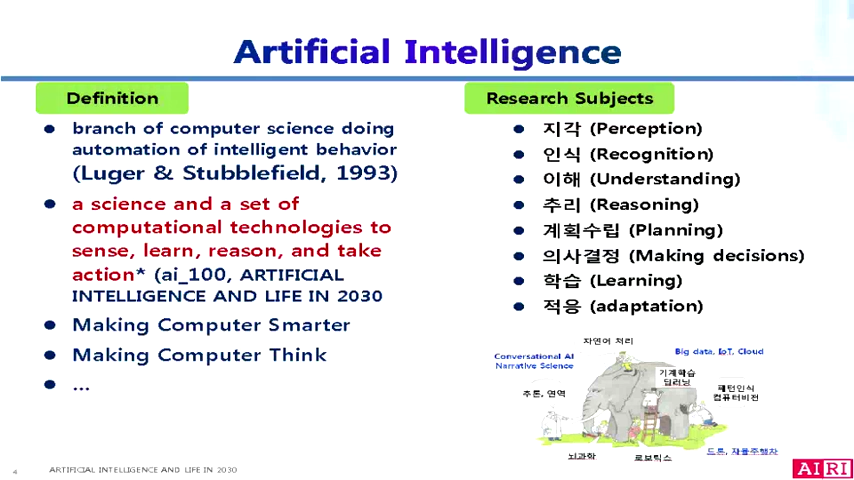 Artificial Intelligence
Definition
branch of computer science doing
automation of intelligent behavior
(Luger & Stubblefield, 1993)
a science and a set of
computational technologies to
sense, learn, reason, and take
action* (ai_100, ARTIFICIAL
INTELLIGENCE AND LIFE IN 2030
Making Computer Smarter
Making Computer Think
...
Research Subjects
지각 (Perception)
인식 (Recognition)
이해 (Understanding)
추리 (Reasoning)
계획수립 (Planning)
의사결정 (Making decisions)
학습 (Learning)
적응 (adaptation)
자연어 처리
Conversational AI
Narrative Science
Big data, IoT, Cloud
기계학습
딥러닝
추론, 연역
패턴인식
컴퓨터비전
뇌과학
로보틱스
드론, 자율주행차
4
ARTIFICIAL INTELLIGENCE AND LIFE IN 2030
AIRI